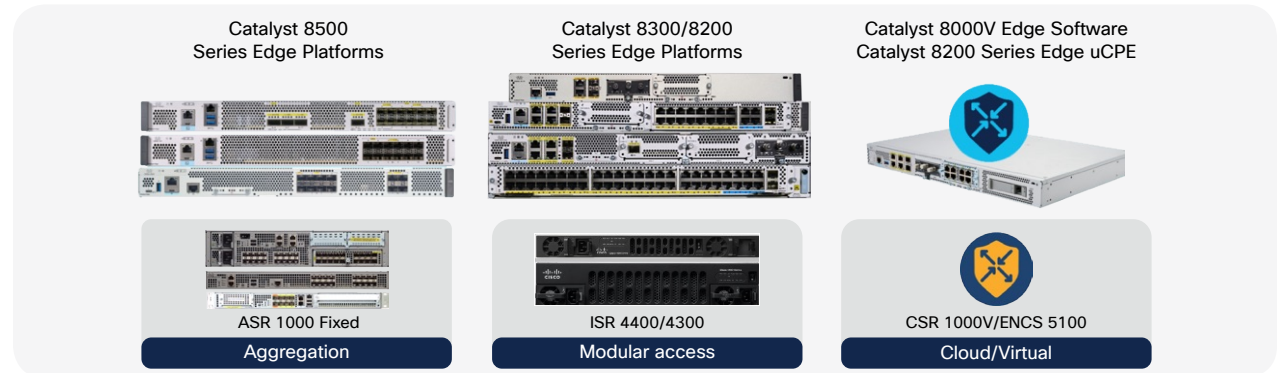 Catalyst 8500
Series Edge Platforms
Catalyst 8300/8200
Series Edge Platforms
Catalyst 8000V Edge Software
Catalyst 8200 Series Edge uCPE
ASR 1000 Fixed
Aggregation
CISCO
ISR 4400/4300
Modular access
CSR 1000V/ENCS 5100
Cloud/Virtual